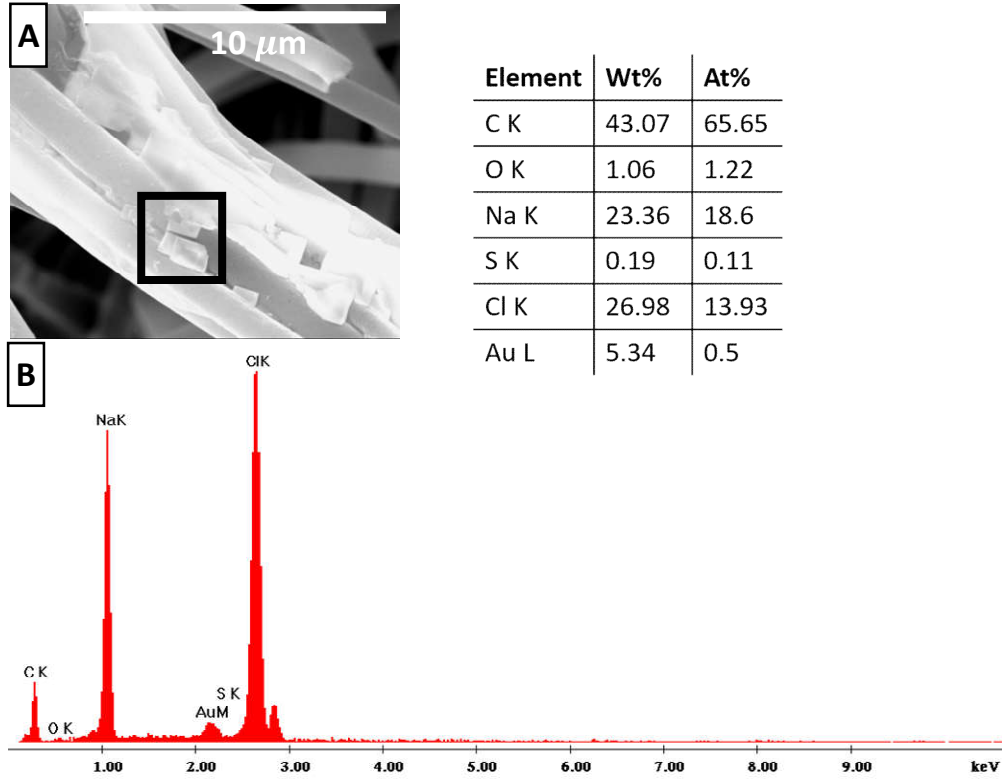 A
10 μm
Element Wt% At%
C K 43.07 65.65
O K 1.06 1.22
Na K 23.36 18.6
S K 0.19 0.11
Cl K 26.98 13.93
Au L 5.34 0.5
B
ClK
NaK
C K
S K
AuM
O K
1.00 2.00 3.00 4.00 5.00 6.00 7.00 8.00 9.00 keV